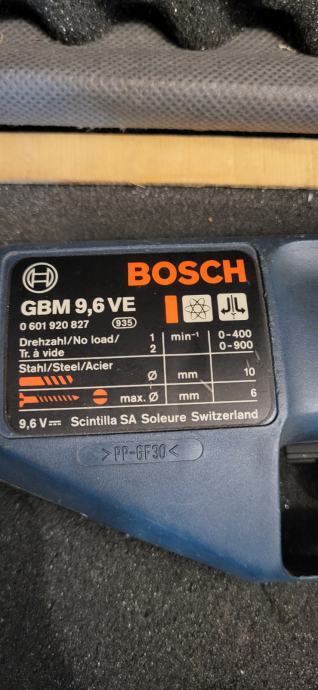 BOSCH
GBM 9,6 VE
0 601 920 827 935
Drehzahl/No load/ 1 min⁻¹ 0-400
Tr. à vide 2 0-900
Stahl/Steel/Acier
Ø mm 10
max. Ø mm 6
9,6 V Scintilla SA Soleure Switzerland
>PP-GF30<